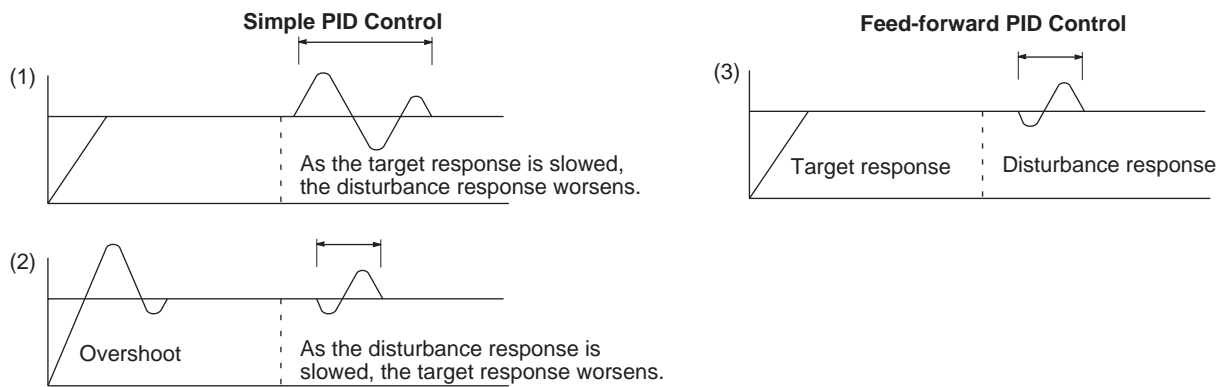 Simple PID Control
(1)
As the target response is slowed,
the disturbance response worsens.
(2)
Overshoot
As the disturbance response is
slowed, the target response worsens.
Feed-forward PID Control
(3)
Target response
Disturbance response